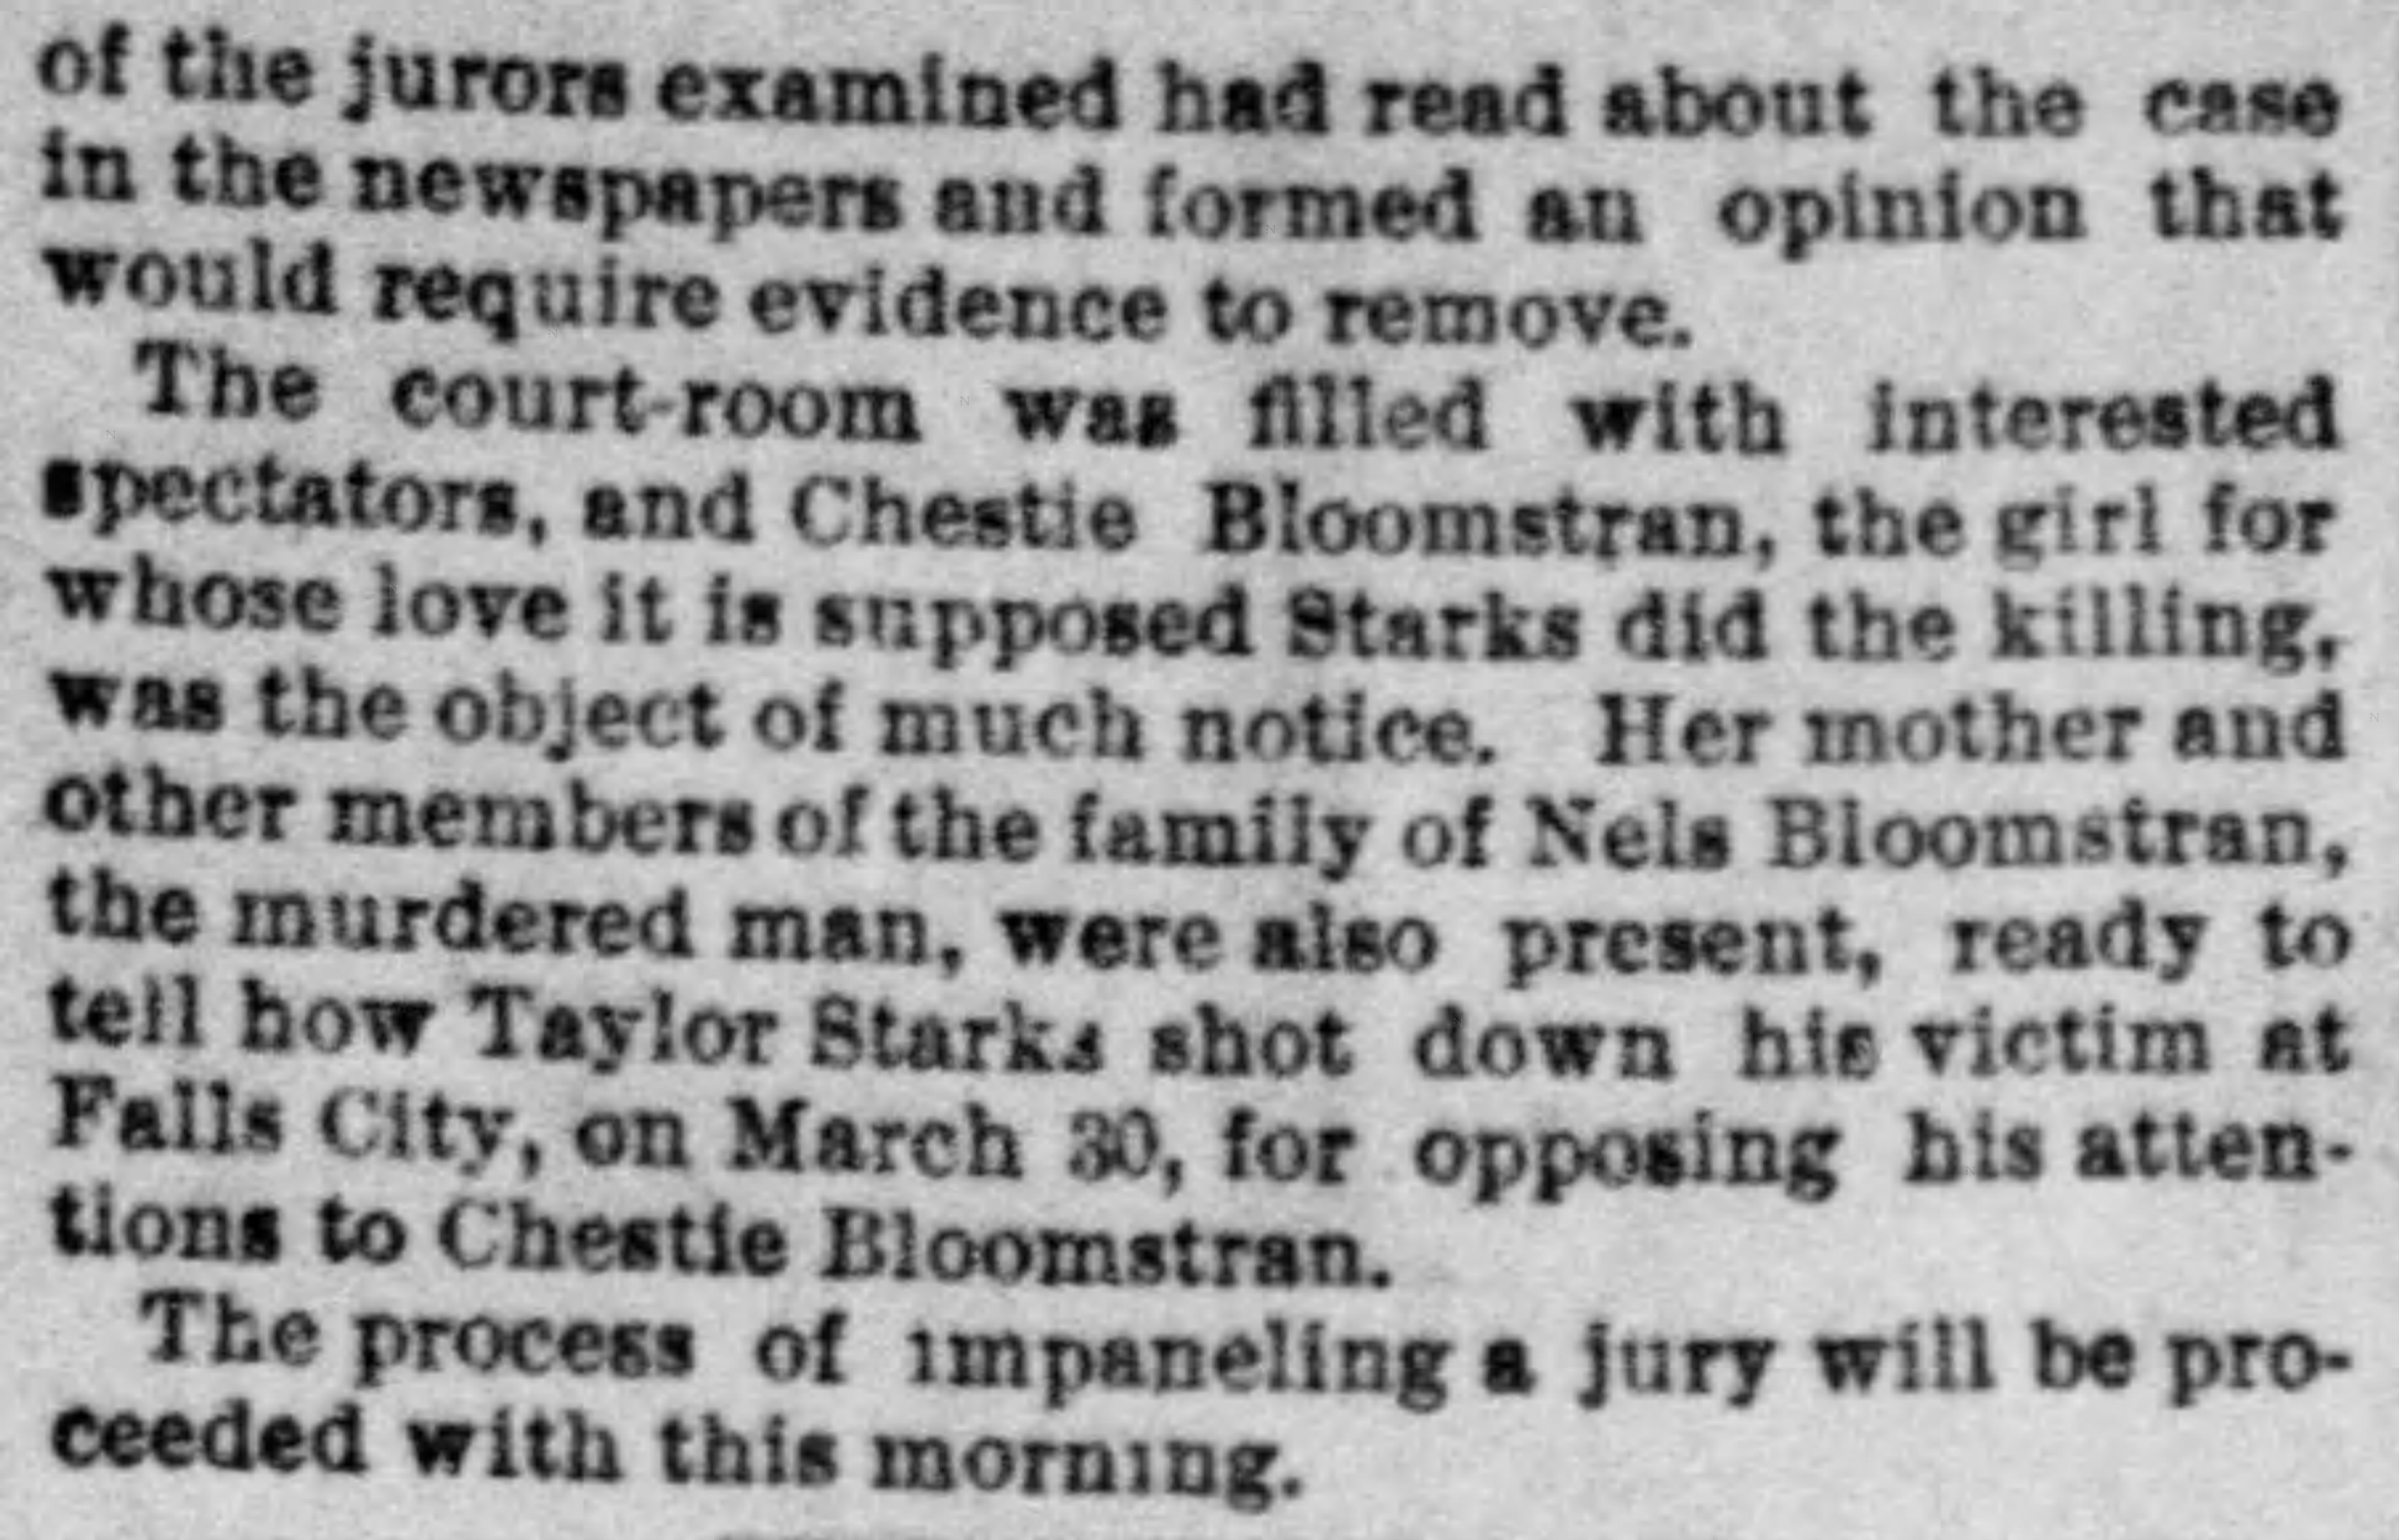 of the jurors examined had read about the case
in the newspapers and formed an opinion that
would require evidence to remove.
The court-room was filled with interested
spectators, and Chestie Bloomstran, the girl for
whose love it is supposed Starks did the killing,
was the object of much notice. Her mother and
other members of the family of Nels Bloomstran,
the murdered man, were also present, ready to
tell how Taylor Starks shot down his victim at
Falls City, on March 30, for opposing his atten-
tions to Chestie Bloomstran.
The process of impaneling a jury will be pro-
ceeded with this morning.